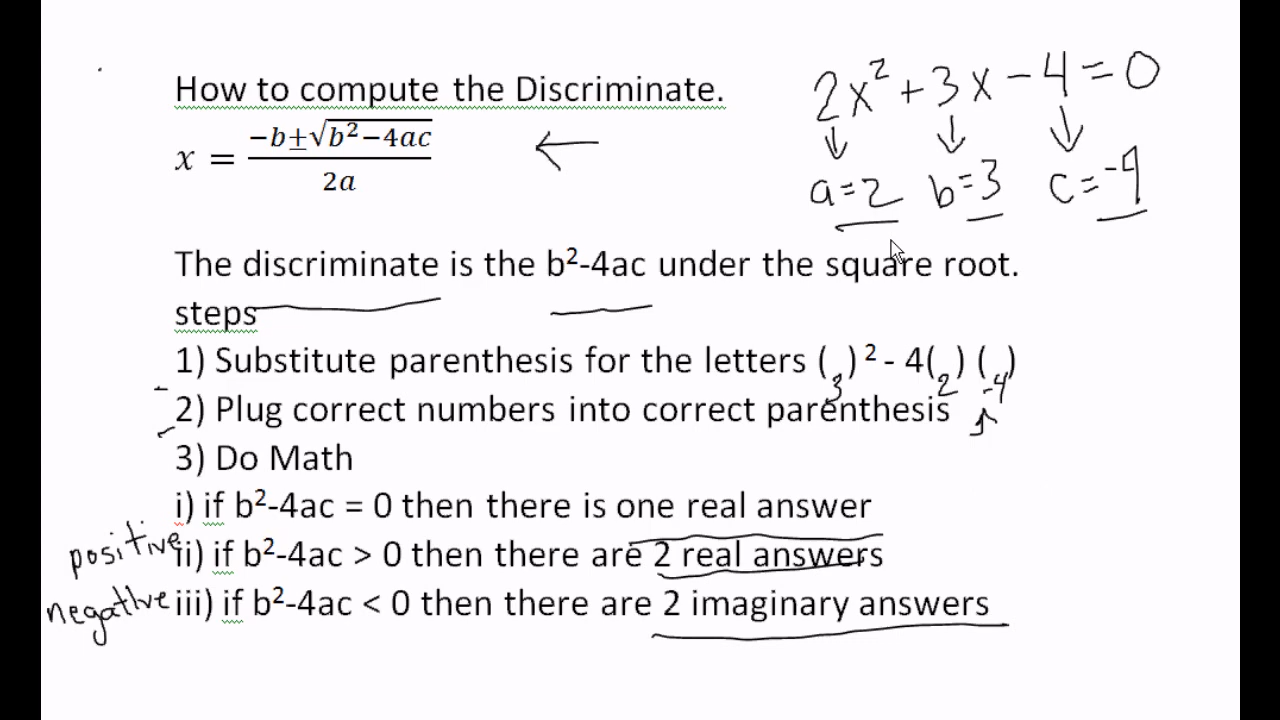 How to compute the Discriminate.
x = (-b±√(b²-4ac))/(2a)
2x² + 3x - 4 = 0
a=2 b=3 c=-4
The discriminate is the b²-4ac under the square root.
steps
1) Substitute parenthesis for the letters ( )² - 4( ) ( )
3 2 -4
2) Plug correct numbers into correct parenthesis
3) Do Math
i) if b²-4ac = 0 then there is one real answer
positive ii) if b²-4ac > 0 then there are 2 real answers
negative iii) if b²-4ac < 0 then there are 2 imaginary answers